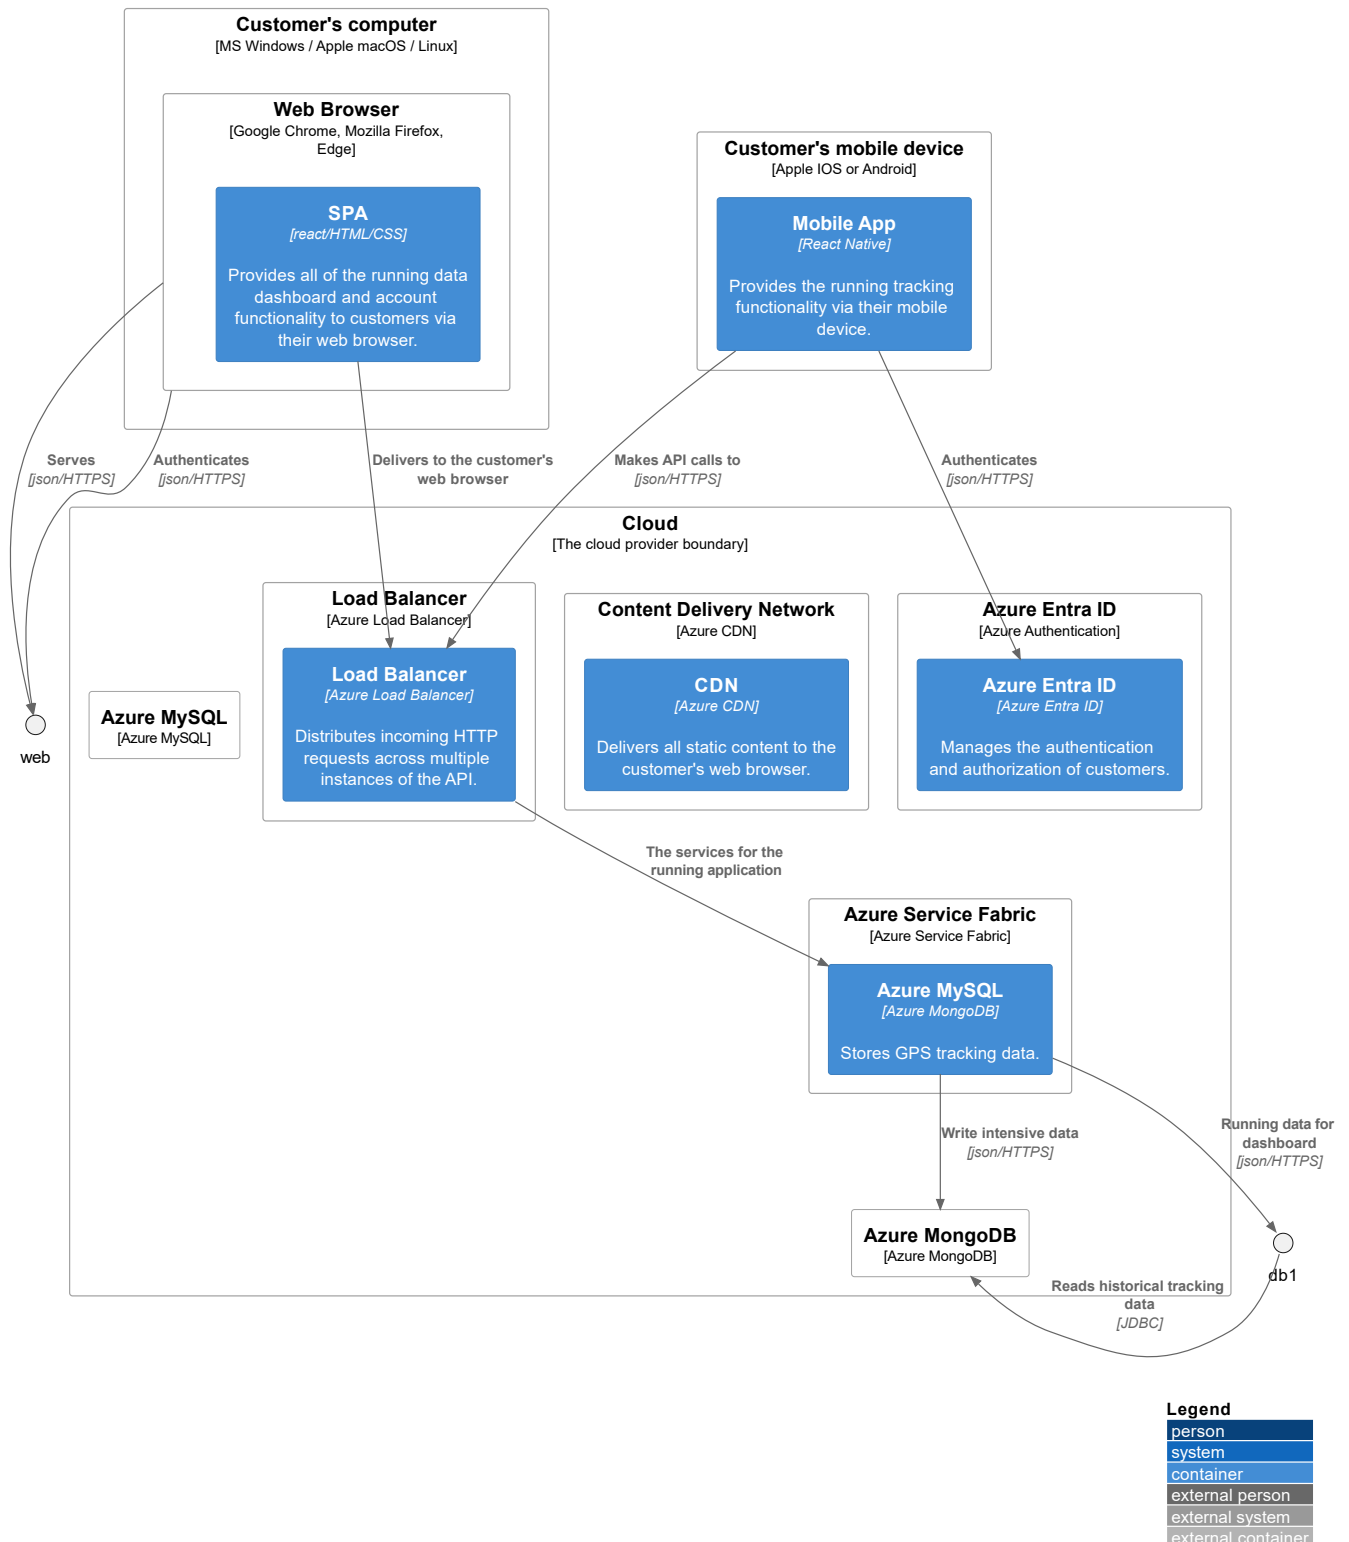 Customer's computer
[MS Windows / Apple macOS / Linux]
Web Browser
[Google Chrome, Mozilla Firefox,
Edge]
SPA
[react/HTML/CSS]
Provides all of the running data
dashboard and account
functionality to customers via
their web browser.
Customer's mobile device
[Apple IOS or Android]
Mobile App
[React Native]
Provides the running tracking
functionality via their mobile
device.
Serves
[json/HTTPS]
Authenticates
[json/HTTPS]
Delivers to the customer's
web browser
Makes API calls to
[json/HTTPS]
Authenticates
[json/HTTPS]
Cloud
[The cloud provider boundary]
web
Azure MySQL
[Azure MySQL]
Load Balancer
[Azure Load Balancer]
Load Balancer
[Azure Load Balancer]
Distributes incoming HTTP
requests across multiple
instances of the API.
Content Delivery Network
[Azure CDN]
CDN
[Azure CDN]
Delivers all static content to the
customer's web browser.
Azure Entra ID
[Azure Authentication]
Azure Entra ID
[Azure Entra ID]
Manages the authentication
and authorization of customers.
The services for the
running application
Azure Service Fabric
[Azure Service Fabric]
Azure MySQL
[Azure MongoDB]
Stores GPS tracking data.
Write intensive data
[json/HTTPS]
Running data for
dashboard
[json/HTTPS]
Azure MongoDB
[Azure MongoDB]
db1
Reads historical tracking
data
[JDBC]
Legend
person
system
container
external person
external system
external container